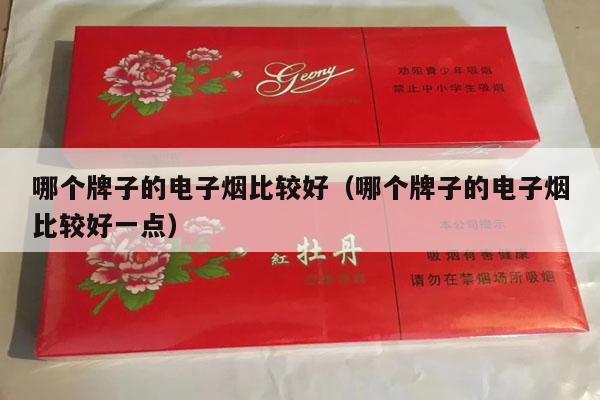 Geony
劝阻青少年吸烟
禁止中小学生吸烟
哪个牌子的电子烟比较好（哪个牌子的电子烟
比较好一点）
本公司提示
紅牡丹
吸烟有害健康
请勿在禁烟场所吸烟